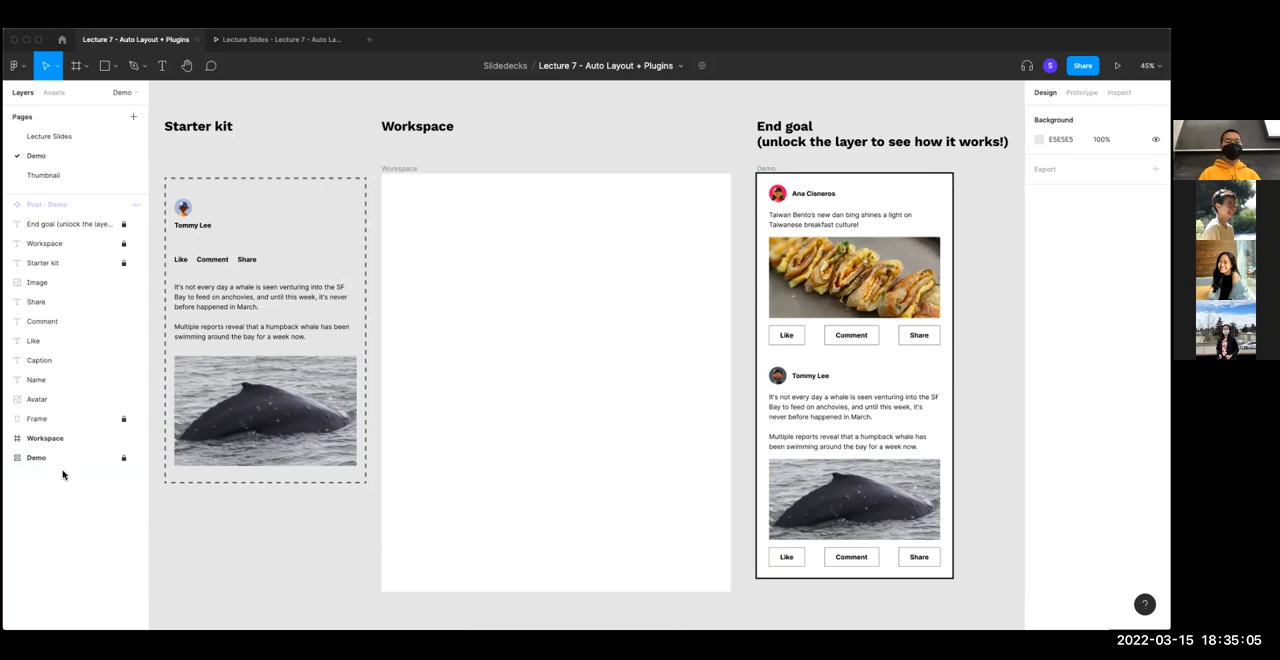 Lecture 7 - Auto Layout + Plugins
Lecture Slides - Lecture 7 - Auto La...
Slidedecks / Lecture 7 - Auto Layout + Plugins
S
Share
45%
Layers
Assets
Demo
Pages
Lecture Slides
Demo
Thumbnail
Post - Demo
End goal (unlock the laye...
Workspace
Starter kit
Image
Share
Comment
Like
Caption
Name
Avatar
Frame
Workspace
Demo
Starter kit
Tommy Lee
Like Comment Share
It's not every day a whale is seen venturing into the SF
Bay to feed on anchovies, and until this week, it's never
before happened in March.
Multiple reports reveal that a humpback whale has been
swimming around the bay for a week now.
Workspace
Workspace
End goal
(unlock the layer to see how it works!)
Demo
Ana Cisneros
Taiwan Bento's new dan bing shines a light on
Taiwanese breakfast culture!
Like Comment Share
Tommy Lee
It's not every day a whale is seen venturing into the SF
Bay to feed on anchovies, and until this week, it's
never before happened in March.
Multiple reports reveal that a humpback whale has
been swimming around the bay for a week now.
Like Comment Share
Design
Prototype
Inspect
Background
E5E5E5 100%
Export
?
2022-03-15 18:35:05